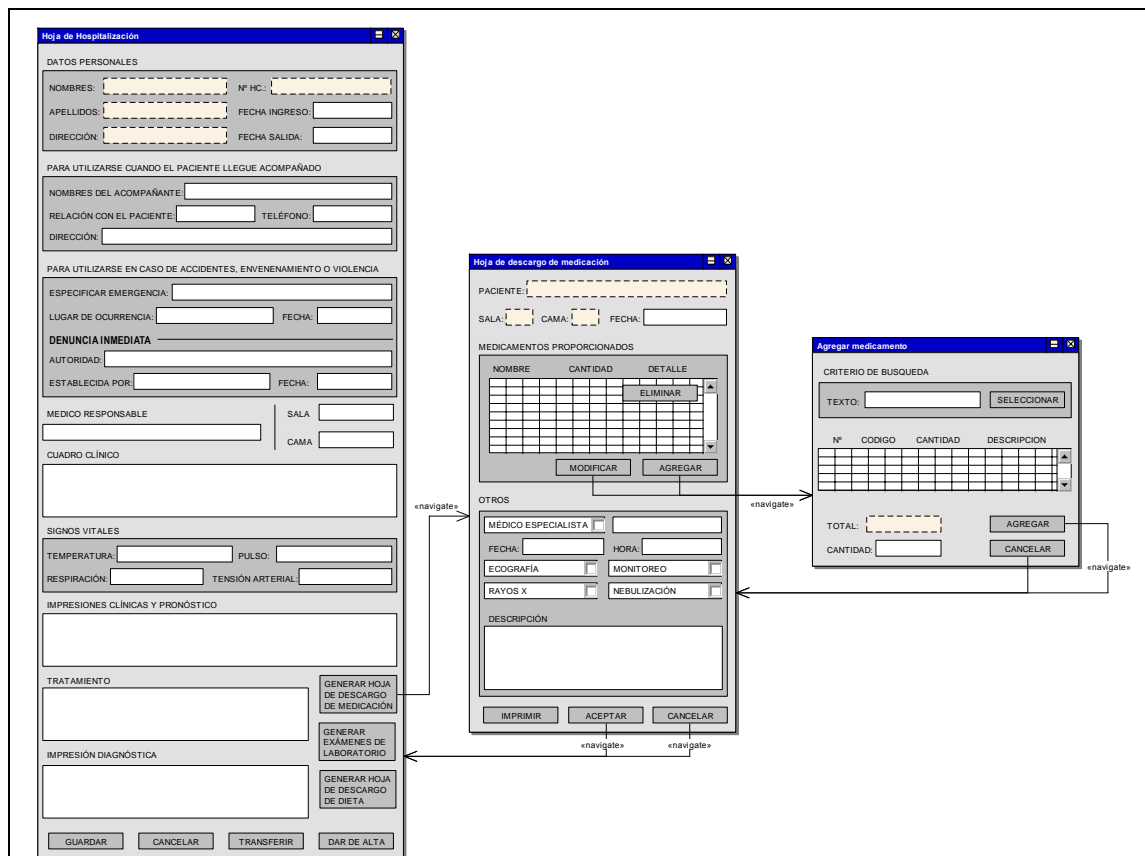 Hoja de Hospitalización
DATOS PERSONALES
NOMBRES: Nº HC.:
APELLIDOS: FECHA INGRESO:
DIRECCIÓN: FECHA SALIDA:
PARA UTILIZARSE CUANDO EL PACIENTE LLEGUE ACOMPAÑADO
NOMBRES DEL ACOMPAÑANTE:
RELACIÓN CON EL PACIENTE: TELÉFONO:
DIRECCIÓN:
PARA UTILIZARSE EN CASO DE ACCIDENTES, ENVENENAMIENTO O VIOLENCIA
ESPECIFICAR EMERGENCIA:
LUGAR DE OCURRENCIA: FECHA:
DENUNCIA INMEDIATA
AUTORIDAD:
ESTABLECIDA POR: FECHA:
MEDICO RESPONSABLE SALA
CAMA
CUADRO CLÍNICO
SIGNOS VITALES
TEMPERATURA: PULSO:
RESPIRACIÓN: TENSIÓN ARTERIAL:
IMPRESIONES CLÍNICAS Y PRONÓSTICO
TRATAMIENTO
GENERAR HOJA
DE DESCARGO
DE MEDICACIÓN
GENERAR
EXÁMENES DE
LABORATORIO
IMPRESIÓN DIAGNÓSTICA
GENERAR HOJA
DE DESCARGO
DE DIETA
GUARDAR CANCELAR TRANSFERIR DAR DE ALTA
«navigate»
Hoja de descargo de medicación
PACIENTE:
SALA: CAMA: FECHA:
MEDICAMENTOS PROPORCIONADOS
NOMBRE CANTIDAD DETALLE
ELIMINAR
MODIFICAR AGREGAR
OTROS
MÉDICO ESPECIALISTA
FECHA: HORA:
ECOGRAFÍA MONITOREO
RAYOS X NEBULIZACIÓN
DESCRIPCIÓN
IMPRIMIR ACEPTAR CANCELAR
«navigate» «navigate»
«navigate»
Agregar medicamento
CRITERIO DE BUSQUEDA
TEXTO: SELECCIONAR
Nº CODIGO CANTIDAD DESCRIPCION
TOTAL: AGREGAR
CANTIDAD: CANCELAR
«navigate»